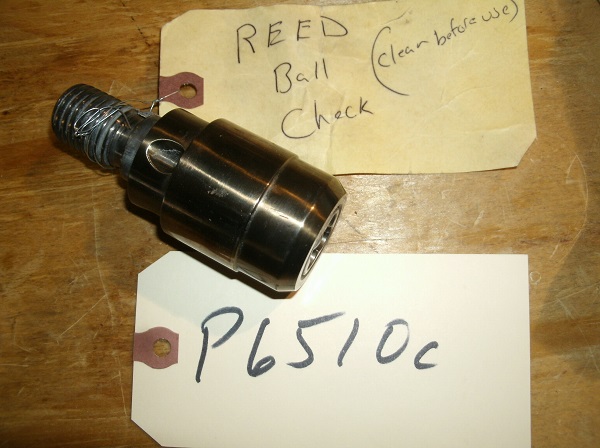 REED
Ball
Check
(clean before use)
P6510c